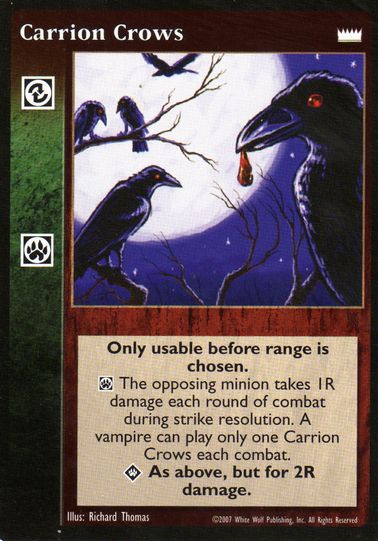 Carrion Crows
Only usable before range is
chosen.
The opposing minion takes 1R
damage each round of combat
during strike resolution. A
vampire can play only one Carrion
Crows each combat.
As above, but for 2R
damage.
Illus: Richard Thomas
©2007 White Wolf Publishing, Inc. All Rights Reserved